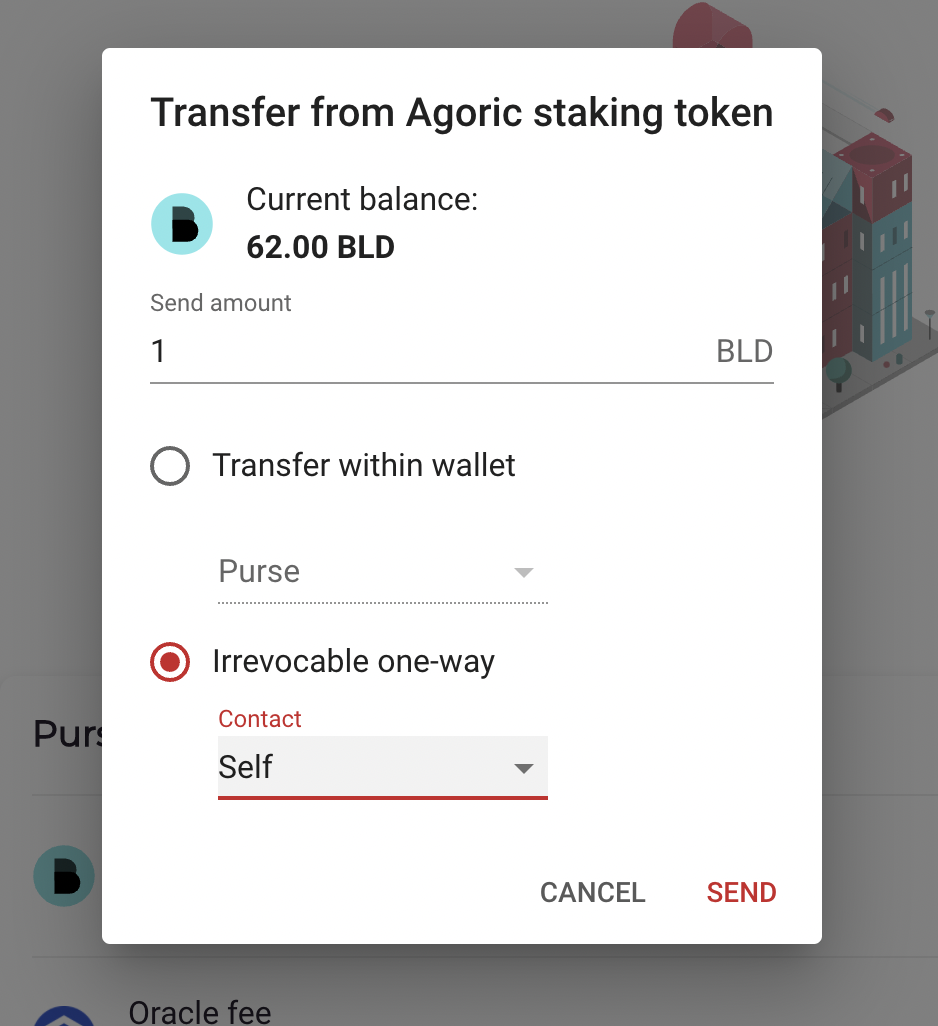 Transfer from Agoric staking token
Current balance:
62.00 BLD
Send amount
1 BLD
Transfer within wallet
Purse
Irrevocable one-way
Contact
Self
CANCEL SEND
Oracle fee